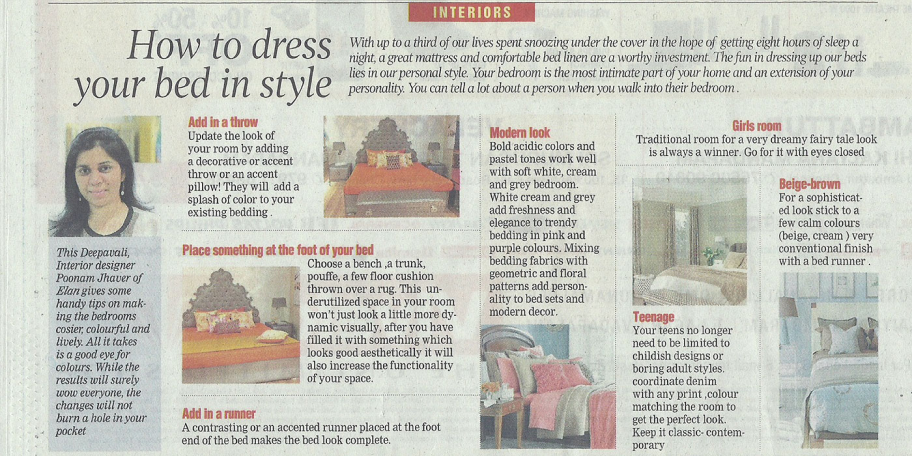 INTERIORS
How to dress
your bed in style
With up to a third of our lives spent snoozing under the cover in the hope of getting eight hours of sleep a
night, a great mattress and comfortable bed linen are a worthy investment. The fun in dressing up our beds
lies in our personal style. Your bedroom is the most intimate part of your home and an extension of your
personality. You can tell a lot about a person when you walk into their bedroom .
This Deepavali,
Interior designer
Poonam Jhaver of
Elan gives some
handy tips on mak-
ing the bedrooms
cosier, colourful and
lively. All it takes
is a good eye for
colours. While the
results will surely
wow everyone, the
changes will not
burn a hole in your
pocket
Add in a throw
Update the look of
your room by adding
a decorative or accent
throw or an accent
pillow! They will add a
splash of color to your
existing bedding .
Place something at the foot of your bed
Choose a bench ,a trunk,
pouffe, a few floor cushion
thrown over a rug. This un-
derutilized space in your room
won't just look a little more dy-
namic visually, after you have
filled it with something which
looks good aesthetically it will
also increase the functionality
of your space.
Add in a runner
A contrasting or an accented runner placed at the foot
end of the bed makes the bed look complete.
Modern look
Bold acidic colors and
pastel tones work well
with soft white, cream
and grey bedroom.
White cream and grey
add freshness and
elegance to trendy
bedding in pink and
purple colours. Mixing
bedding fabrics with
geometric and floral
patterns add person-
ality to bed sets and
modern decor.
Girls room
Traditional room for a very dreamy fairy tale look
is always a winner. Go for it with eyes closed
Teenage
Your teens no longer
need to be limited to
childish designs or
boring adult styles.
coordinate denim
with any print ,colour
matching the room to
get the perfect look.
Keep it classic- contem-
porary
Beige-brown
For a sophisticat-
ed look stick to a
few calm colours
(beige, cream ) very
conventional finish
with a bed runner .